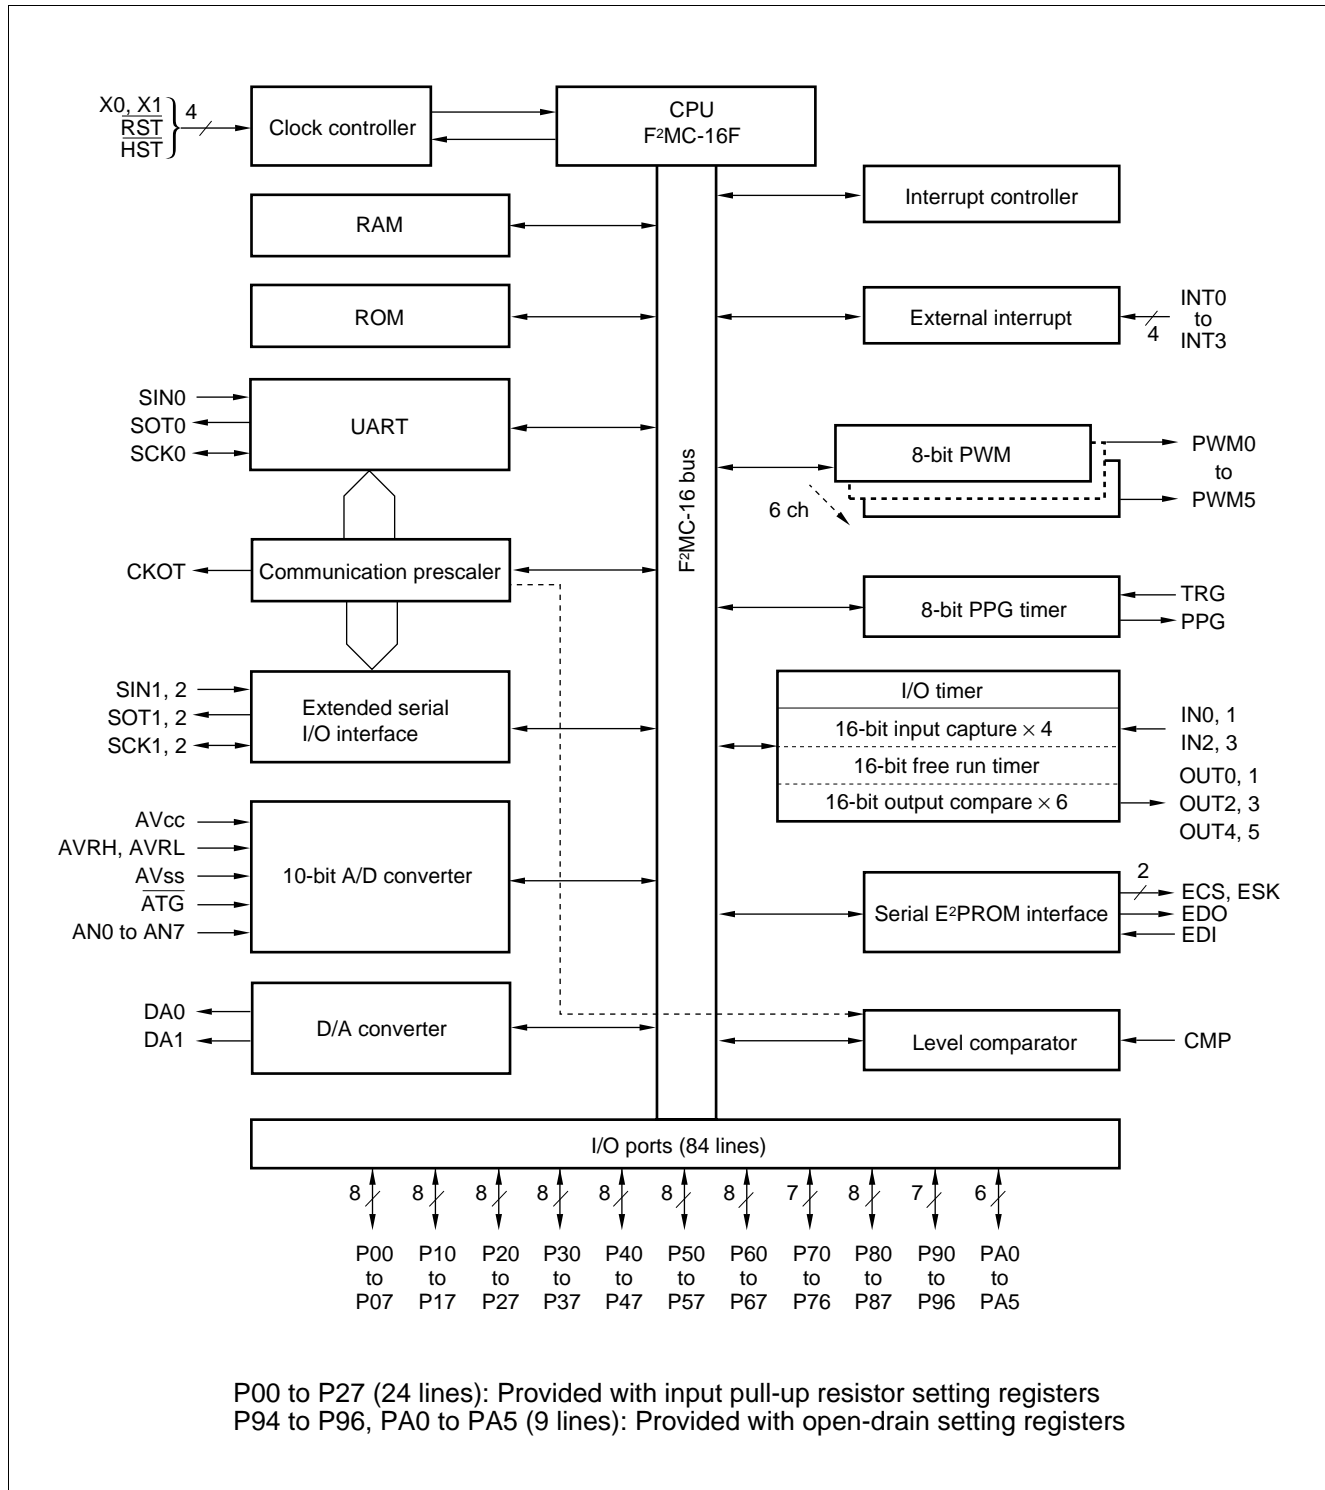 X0, X1
RST
HST
4
Clock controller
CPU
F²MC-16F
Interrupt controller
RAM
ROM
External interrupt
4
INT0
to
INT3
SIN0
SOT0
SCK0
UART
F²MC-16 bus
8-bit PWM
6 ch
PWM0
to
PWM5
CKOT
Communication prescaler
8-bit PPG timer
TRG
PPG
SIN1, 2
SOT1, 2
SCK1, 2
Extended serial
I/O interface
I/O timer
16-bit input capture × 4
16-bit free run timer
16-bit output compare × 6
IN0, 1
IN2, 3
OUT0, 1
OUT2, 3
OUT4, 5
AVcc
AVRH, AVRL
AVss
ATG
AN0 to AN7
10-bit A/D converter
Serial E²PROM interface
2
ECS, ESK
EDO
EDI
DA0
DA1
D/A converter
Level comparator
CMP
I/O ports (84 lines)
8 8 8 8 8 8 8 7 8 7 6
P00 P10 P20 P30 P40 P50 P60 P70 P80 P90 PA0
to to to to to to to to to to to
P07 P17 P27 P37 P47 P57 P67 P76 P87 P96 PA5
P00 to P27 (24 lines): Provided with input pull-up resistor setting registers
P94 to P96, PA0 to PA5 (9 lines): Provided with open-drain setting registers